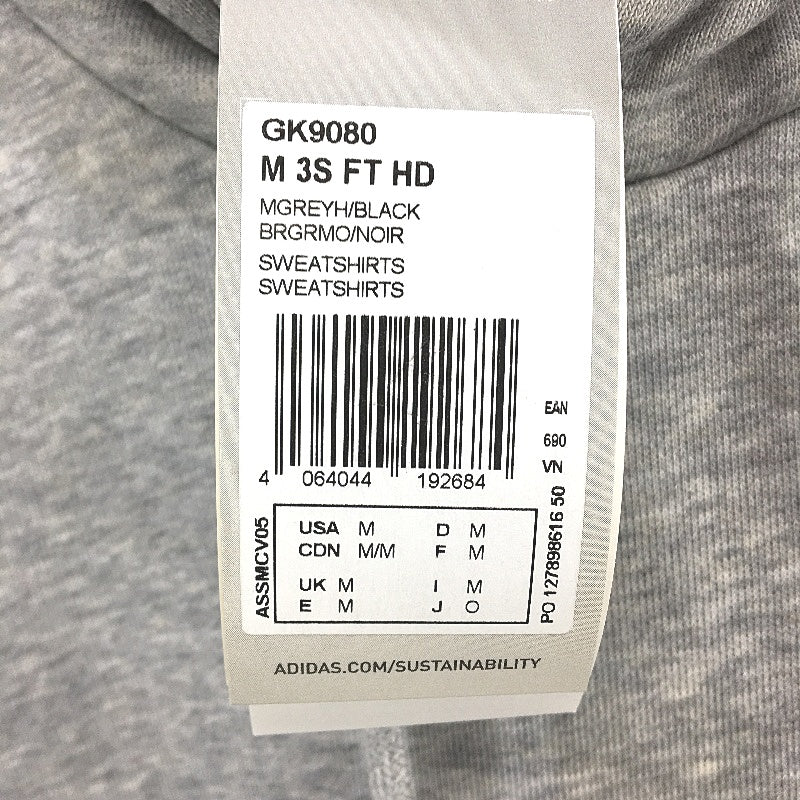 GK9080
M 3S FT HD
MGREYH/BLACK
BRGRMO/NOIR
SWEATSHIRTS
SWEATSHIRTS
4 064044 192684
EAN
690
VN
ASSMCV05
USA M D M
CDN M/M F M
UK M I M
E M J O
PO 127898616 50
ADIDAS.COM/SUSTAINABILITY